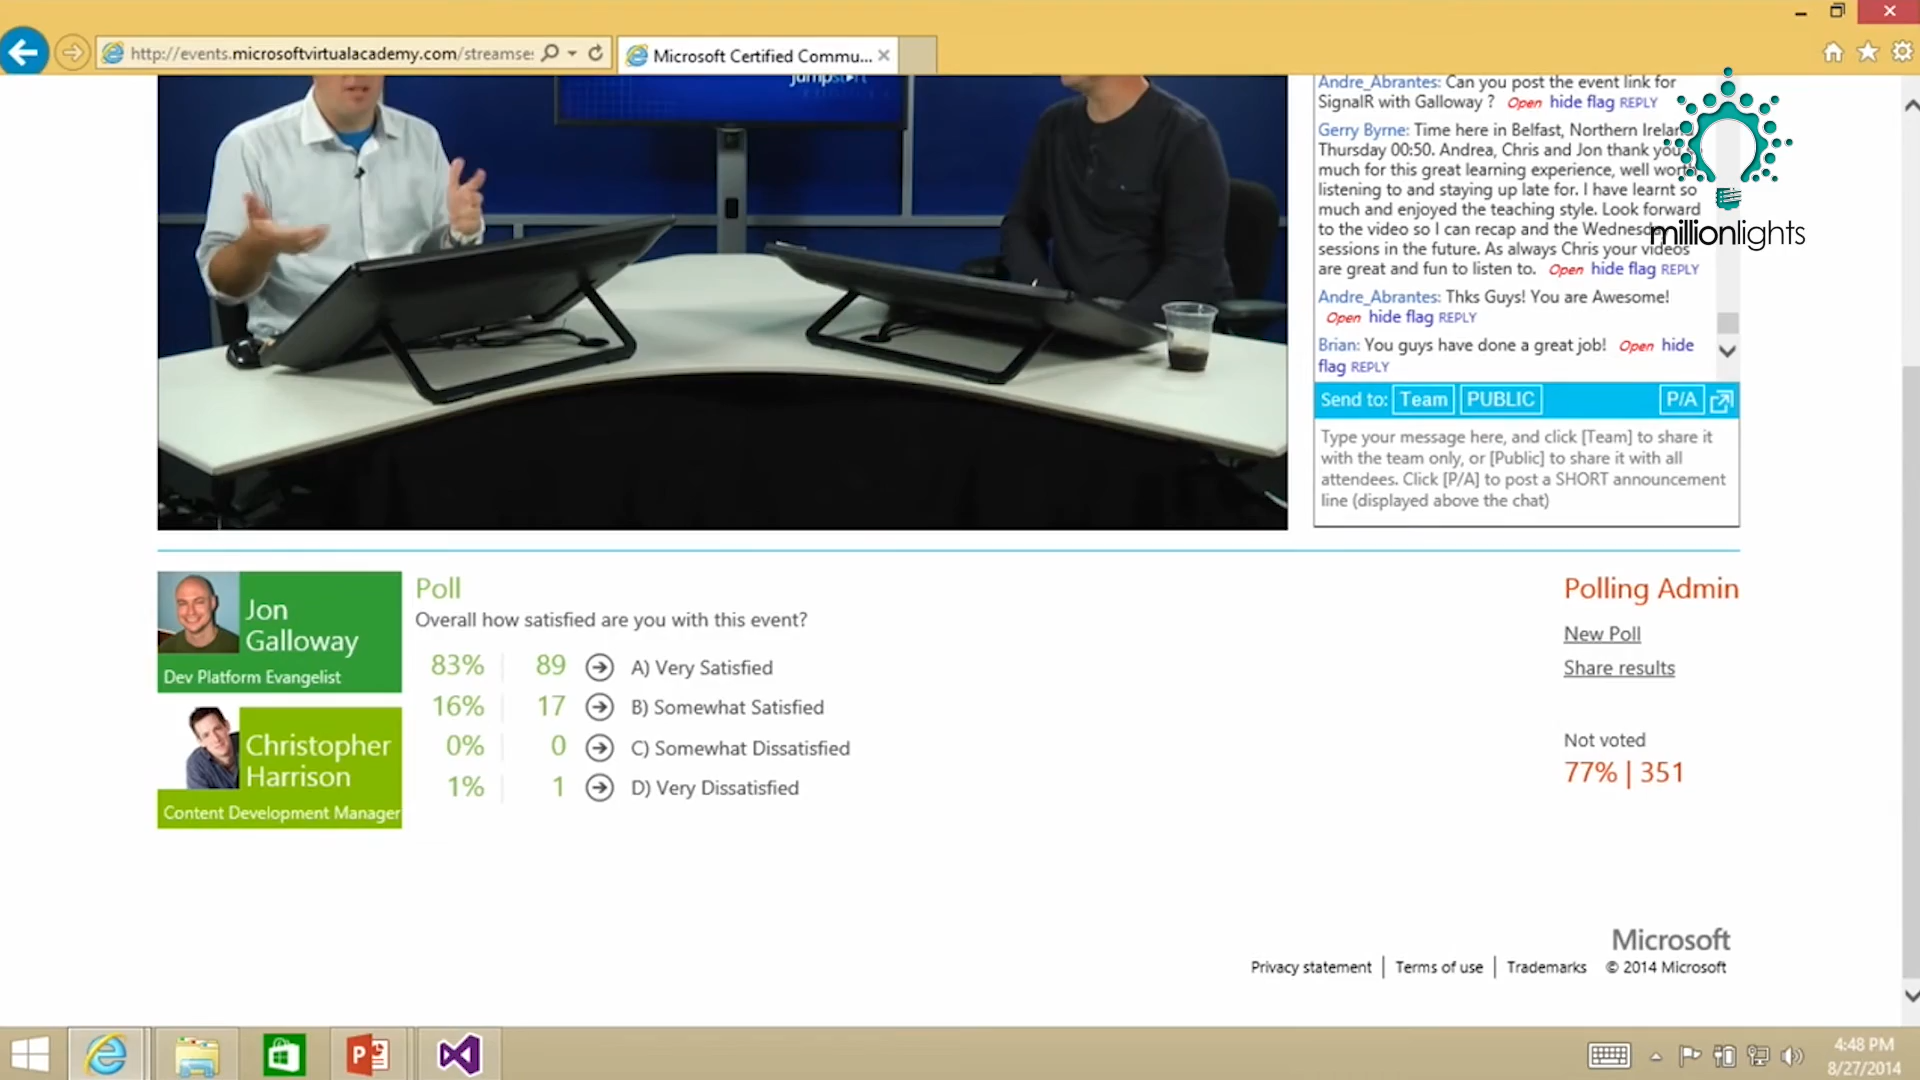 http://events.microsoftvirtualacademy.com/streamse:
Microsoft Certified Commu...
jumpstart
Andre_Abrantes: Can you post the event link for
SignalR with Galloway ? Open hide flag REPLY
Gerry Byrne: Time here in Belfast, Northern
Thursday 00:50. Andrea, Chris and Jon thank you
much for this great learning experience, well
listening to and staying up late for. I have learnt so
much and enjoyed the teaching style. Look forward
to the video so I can recap and the
sessions in the future. As always Chris your videos
are great and fun to listen to. Open hide flag REPLY
Andre_Abrantes: Thks Guys! You are Awesome!
Open hide flag REPLY
Brian: You guys have done a great job! Open hide
flag REPLY
millionlights
Send to: Team PUBLIC P/A
Type your message here, and click [Team] to share it
with the team only, or [Public] to share it with all
attendees. Click [P/A] to post a SHORT announcement
line (displayed above the chat)
Jon
Galloway
Dev Platform Evangelist
Christopher
Harrison
Content Development Manager
Poll
Overall how satisfied are you with this event?
83% 89 A) Very Satisfied
16% 17 B) Somewhat Satisfied
0% 0 C) Somewhat Dissatisfied
1% 1 D) Very Dissatisfied
Polling Admin
New Poll
Share results
Not voted
77% | 351
Microsoft
Privacy statement | Terms of use | Trademarks © 2014 Microsoft
4:48 PM
8/27/2014